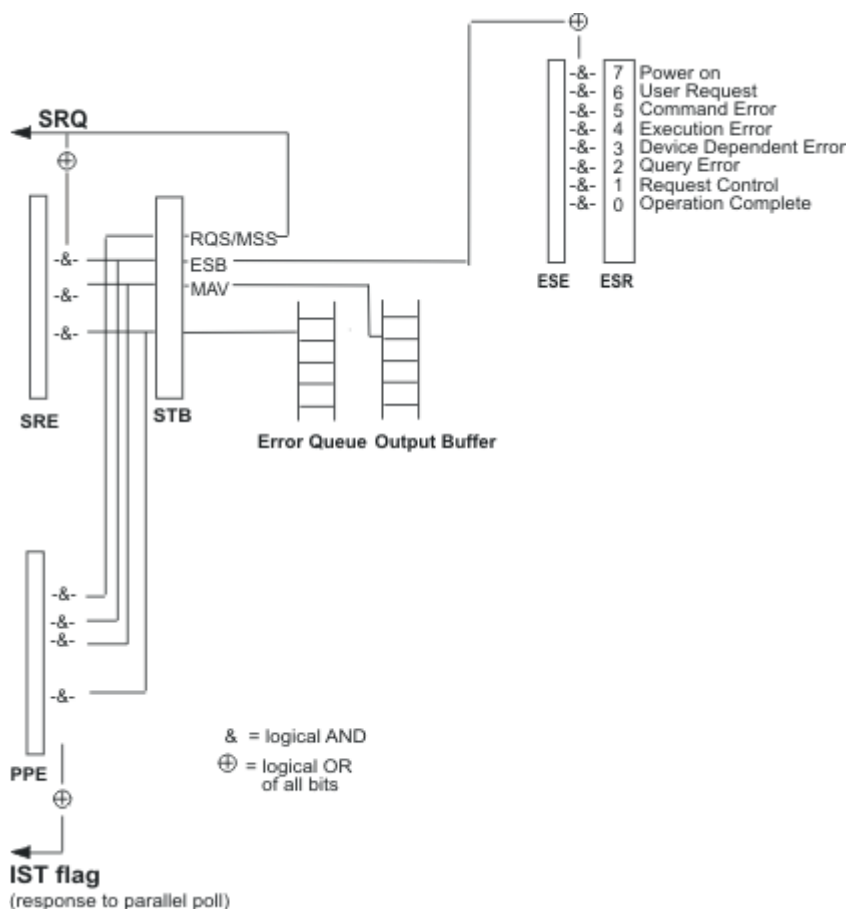 -&- 7 Power on
-&- 6 User Request
-&- 5 Command Error
-&- 4 Execution Error
-&- 3 Device Dependent Error
-&- 2 Query Error
-&- 1 Request Control
-&- 0 Operation Complete
ESE ESR
SRQ
RQS/MSS
-&- ESB
-&- MAV
-&-
SRE
STB
Error Queue Output Buffer
-&-
-&-
-&-
-&-
PPE
& = logical AND
⊕ = logical OR
of all bits
IST flag
(response to parallel poll)